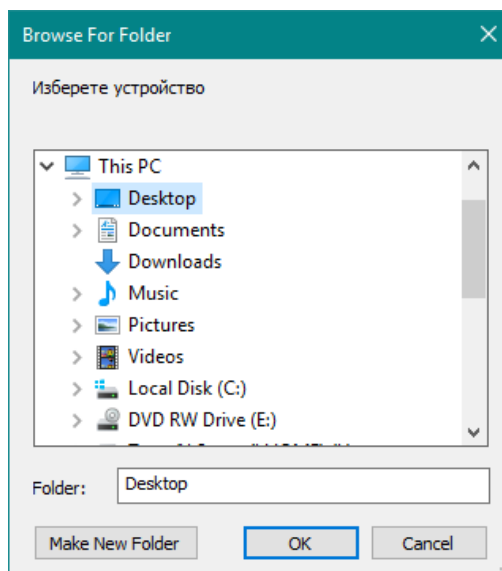 Browse For Folder
Изберете устройство
This PC
Desktop
Documents
Downloads
Music
Pictures
Videos
Local Disk (C:)
DVD RW Drive (E:)
Folder:
Desktop
Make New Folder
OK
Cancel